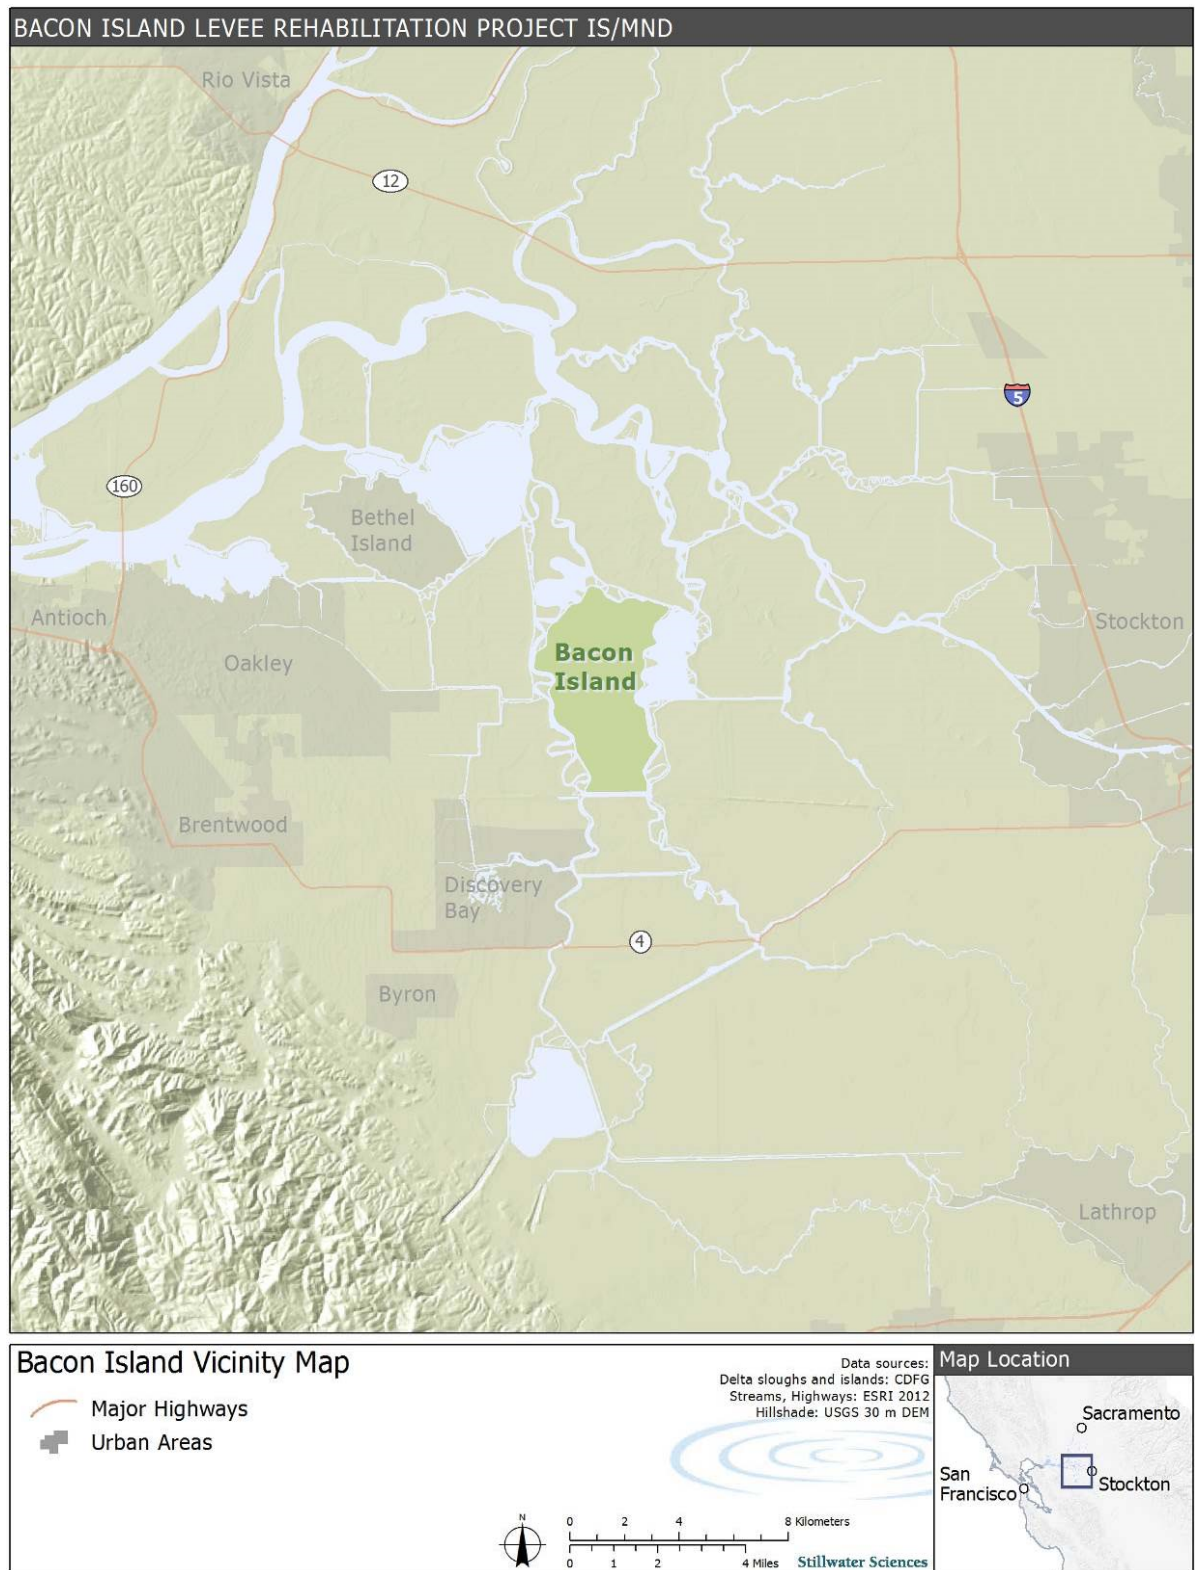 BACON ISLAND LEVEE REHABILITATION PROJECT IS/MND
Rio Vista
12
5
160
Bethel
Island
Antioch
Stockton
Bacon
Island
Oakley
Brentwood
Discovery
Bay
4
Byron
Lathrop
Bacon Island Vicinity Map
Major Highways
Urban Areas
Data sources:
Delta sloughs and islands: CDFG
Streams, Highways: ESRI 2012
Hillshade: USGS 30 m DEM
N
0 2 4 8 Kilometers
0 1 2 4 Miles
Stillwater Sciences
Map Location
Sacramento
San
Francisco
Stockton